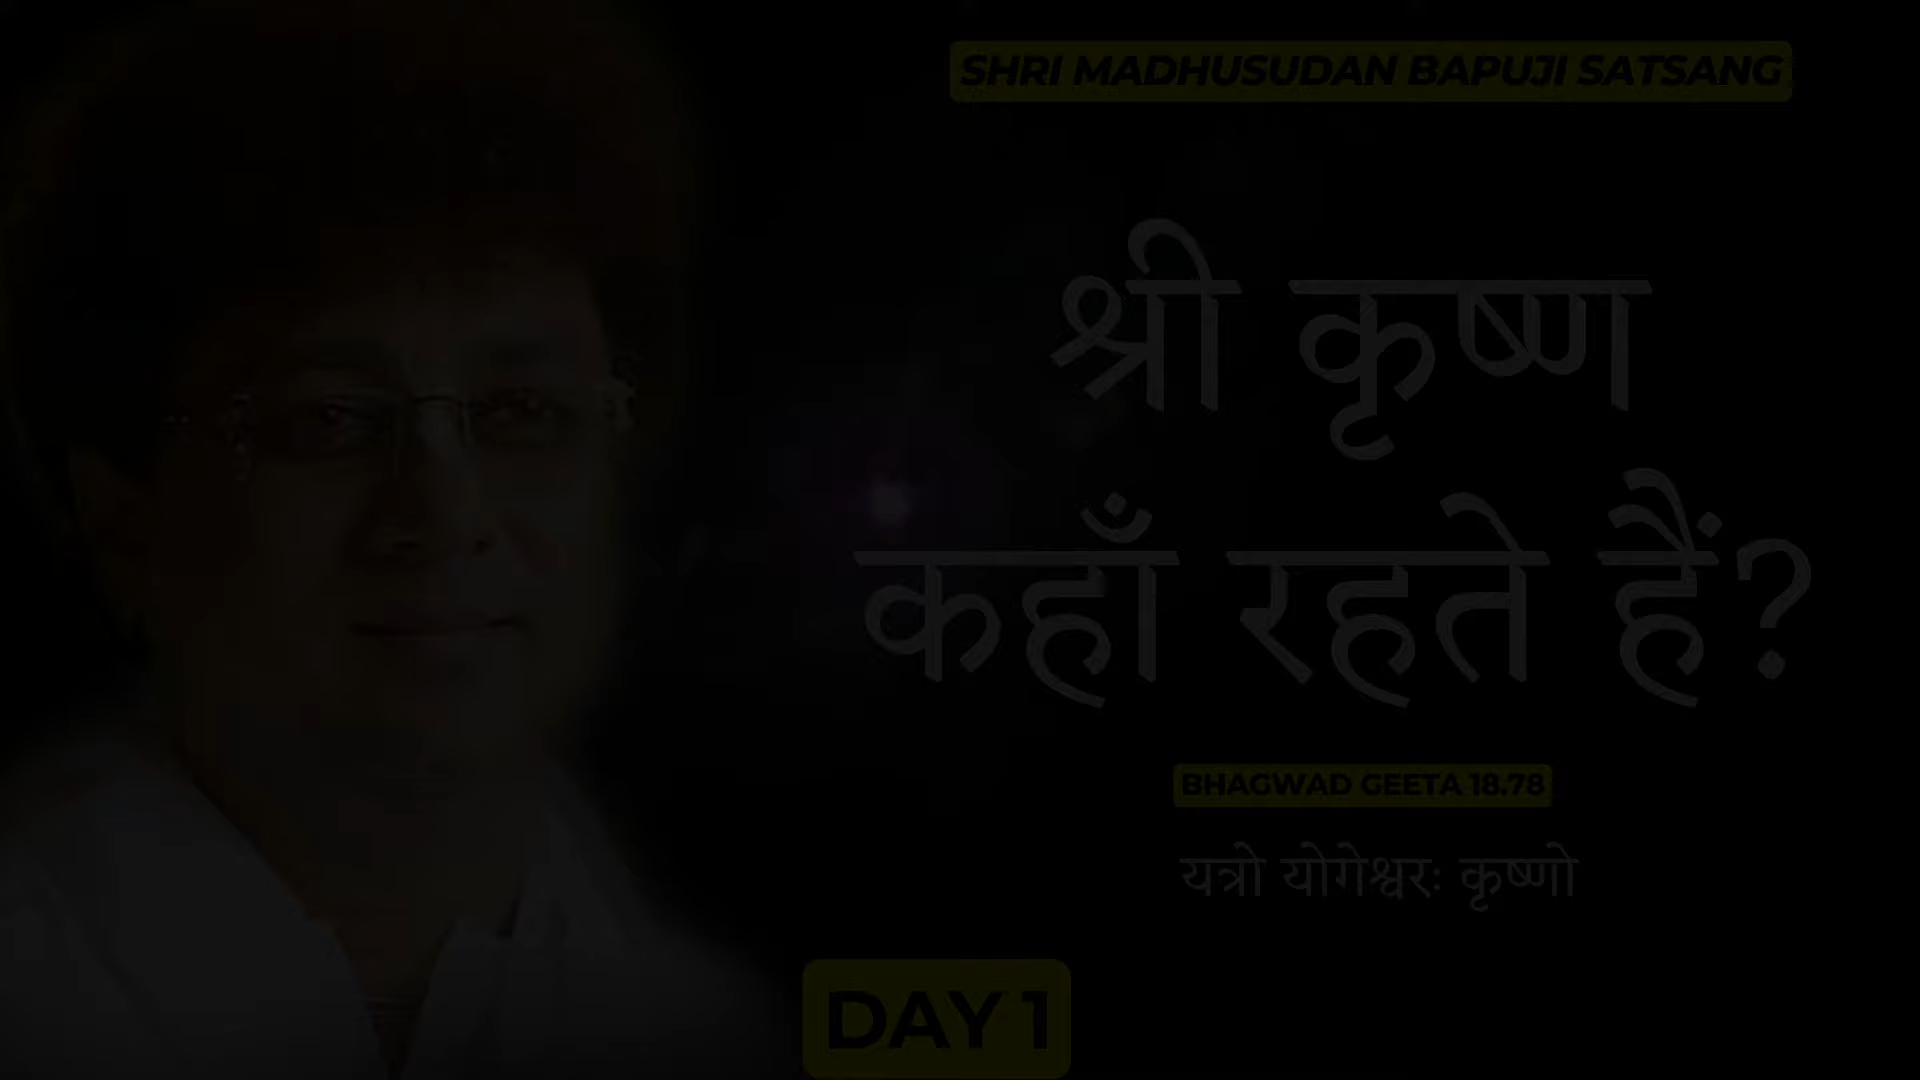 SHRI MADHUSUDAN BAPUJI SATSANG
श्री कृष्ण
कहाँ रहते हैं?
BHAGWAD GEETA 18.78
यत्रो योगेश्वरः कृष्णो
DAY 1